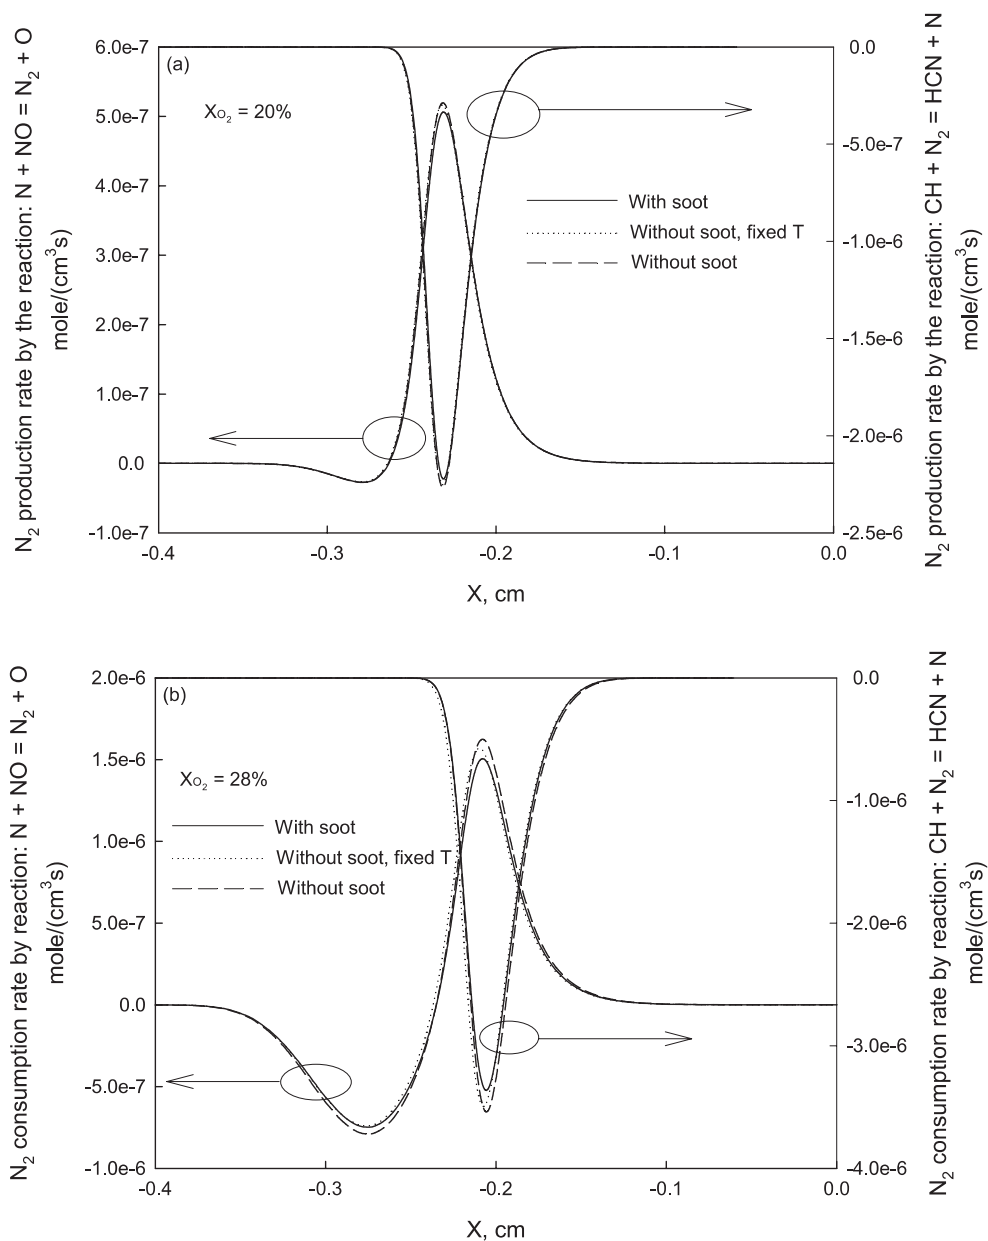 N2 production rate by the reaction: N + NO = N2 + O
mole/(cm3s)
6.0e-7
5.0e-7
4.0e-7
3.0e-7
2.0e-7
1.0e-7
0.0
-1.0e-7
(a)
XO2 = 20%
With soot
Without soot, fixed T
Without soot
0.0
-5.0e-7
-1.0e-6
-1.5e-6
-2.0e-6
-2.5e-6
N2 production rate by the reaction: CH + N2 = HCN + N
mole/(cm3s)
-0.4
-0.3
-0.2
-0.1
0.0
X, cm
N2 consumption rate by reaction: N + NO = N2 + O
mole/(cm3s)
2.0e-6
1.5e-6
1.0e-6
5.0e-7
0.0
-5.0e-7
-1.0e-6
(b)
XO2 = 28%
With soot
Without soot, fixed T
Without soot
0.0
-1.0e-6
-2.0e-6
-3.0e-6
-4.0e-6
N2 consumption rate by reaction: CH + N2 = HCN + N
mole/(cm3s)
-0.4
-0.3
-0.2
-0.1
0.0
X, cm